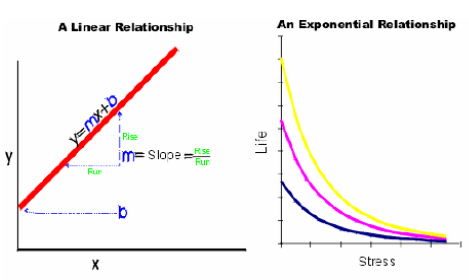 A Linear Relationship
y=mx+b
Rise
Run
m= Slope = Rise/Run
b
y
x
An Exponential Relationship
Life
Stress